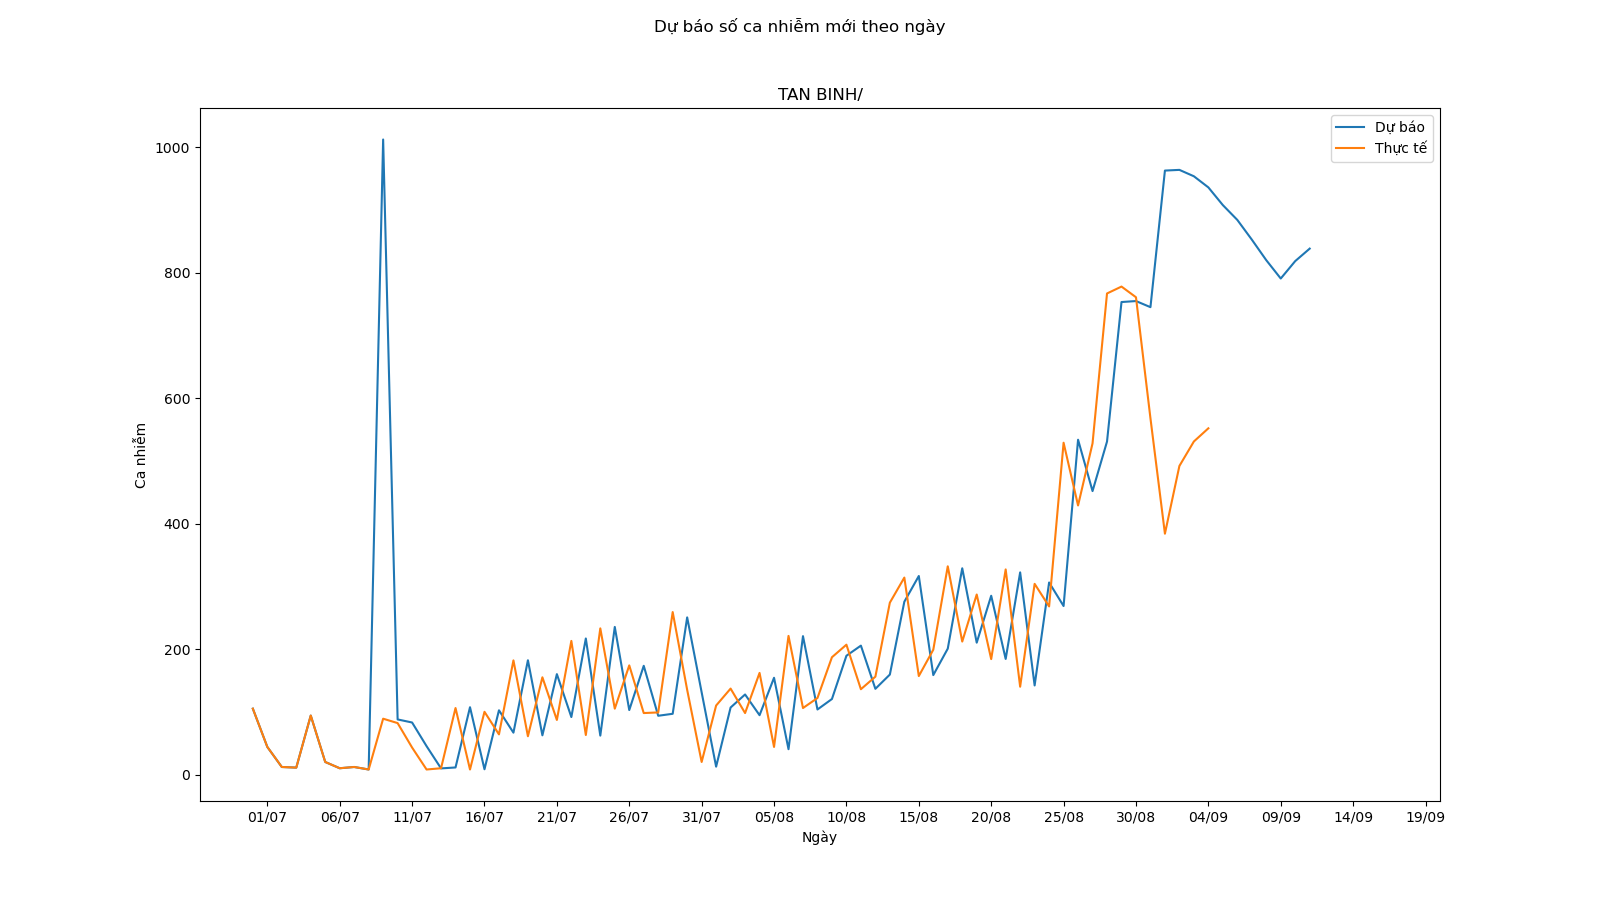 Dự báo số ca nhiễm mới theo ngày
TAN BINH/
Dự báo
Thực tế
1000
800
600
400
200
0
Ca nhiễm
01/07 06/07 11/07 16/07 21/07 26/07 31/07 05/08 10/08 15/08 20/08 25/08 30/08 04/09 09/09 14/09 19/09
Ngày